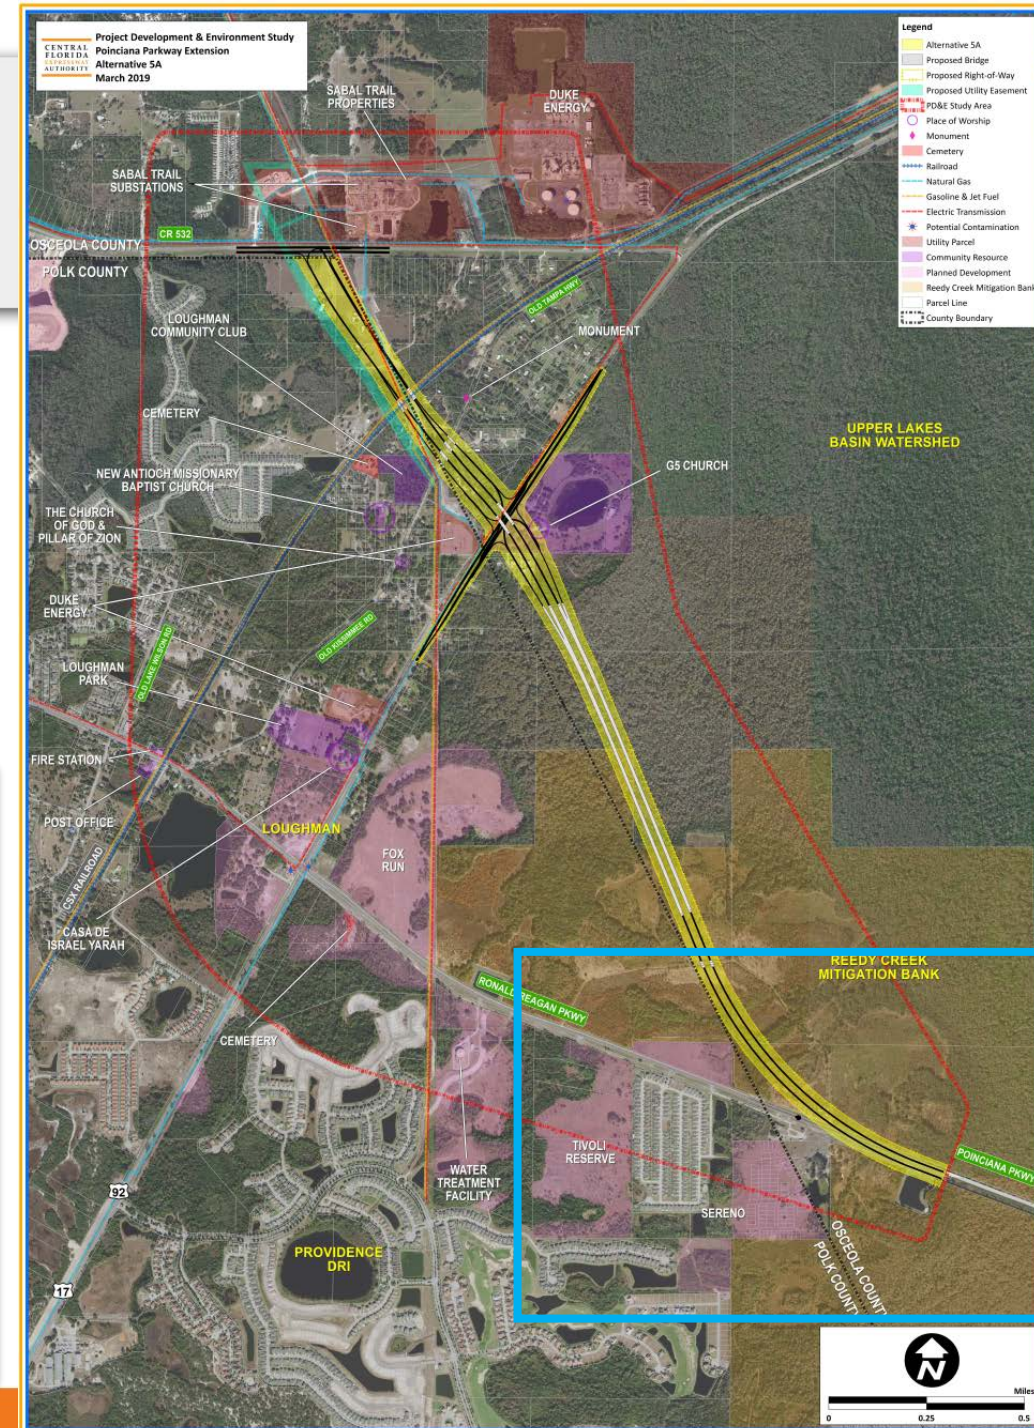 CENTRAL
FLORIDA
EXPRESSWAY
AUTHORITY
Project Development & Environment Study
Poinciana Parkway Extension
Alternative 5A
March 2019
Legend
Alternative 5A
Proposed Bridge
Proposed Right-of-Way
Proposed Utility Easement
PD&E Study Area
Place of Worship
Monument
Cemetery
Railroad
Natural Gas
Gasoline & Jet Fuel
Electric Transmission
Potential Contamination
Utility Parcel
Community Resource
Planned Development
Reedy Creek Mitigation Bank
Parcel Line
County Boundary
SABAL TRAIL
PROPERTIES
DUKE
ENERGY
SABAL TRAIL
SUBSTATIONS
CR 532
OSCEOLA COUNTY
POLK COUNTY
OLD TAMPA HWY
LOUGHMAN
COMMUNITY CLUB
MONUMENT
CEMETERY
UPPER LAKES
BASIN WATERSHED
NEW ANTIOCH MISSIONARY
BAPTIST CHURCH
G5 CHURCH
THE CHURCH
OF GOD &
PILLAR OF ZION
DUKE
ENERGY
OLD KISSIMMEE RD
OLD LAKE WILSON RD
LOUGHMAN
PARK
FIRE STATION
POST OFFICE
LOUGHMAN
FOX
RUN
CSX RAILROAD
CASA DE
ISRAEL YARAH
REEDY CREEK
MITIGATION BANK
RONALD REAGAN PKWY
CEMETERY
TIVOLI
RESERVE
POINCIANA PKWY
WATER
TREATMENT
FACILITY
SERENO
92
PROVIDENCE
DRI
OSCEOLA COUNTY
POLK COUNTY
17
N
Miles
0 0.25 0.5